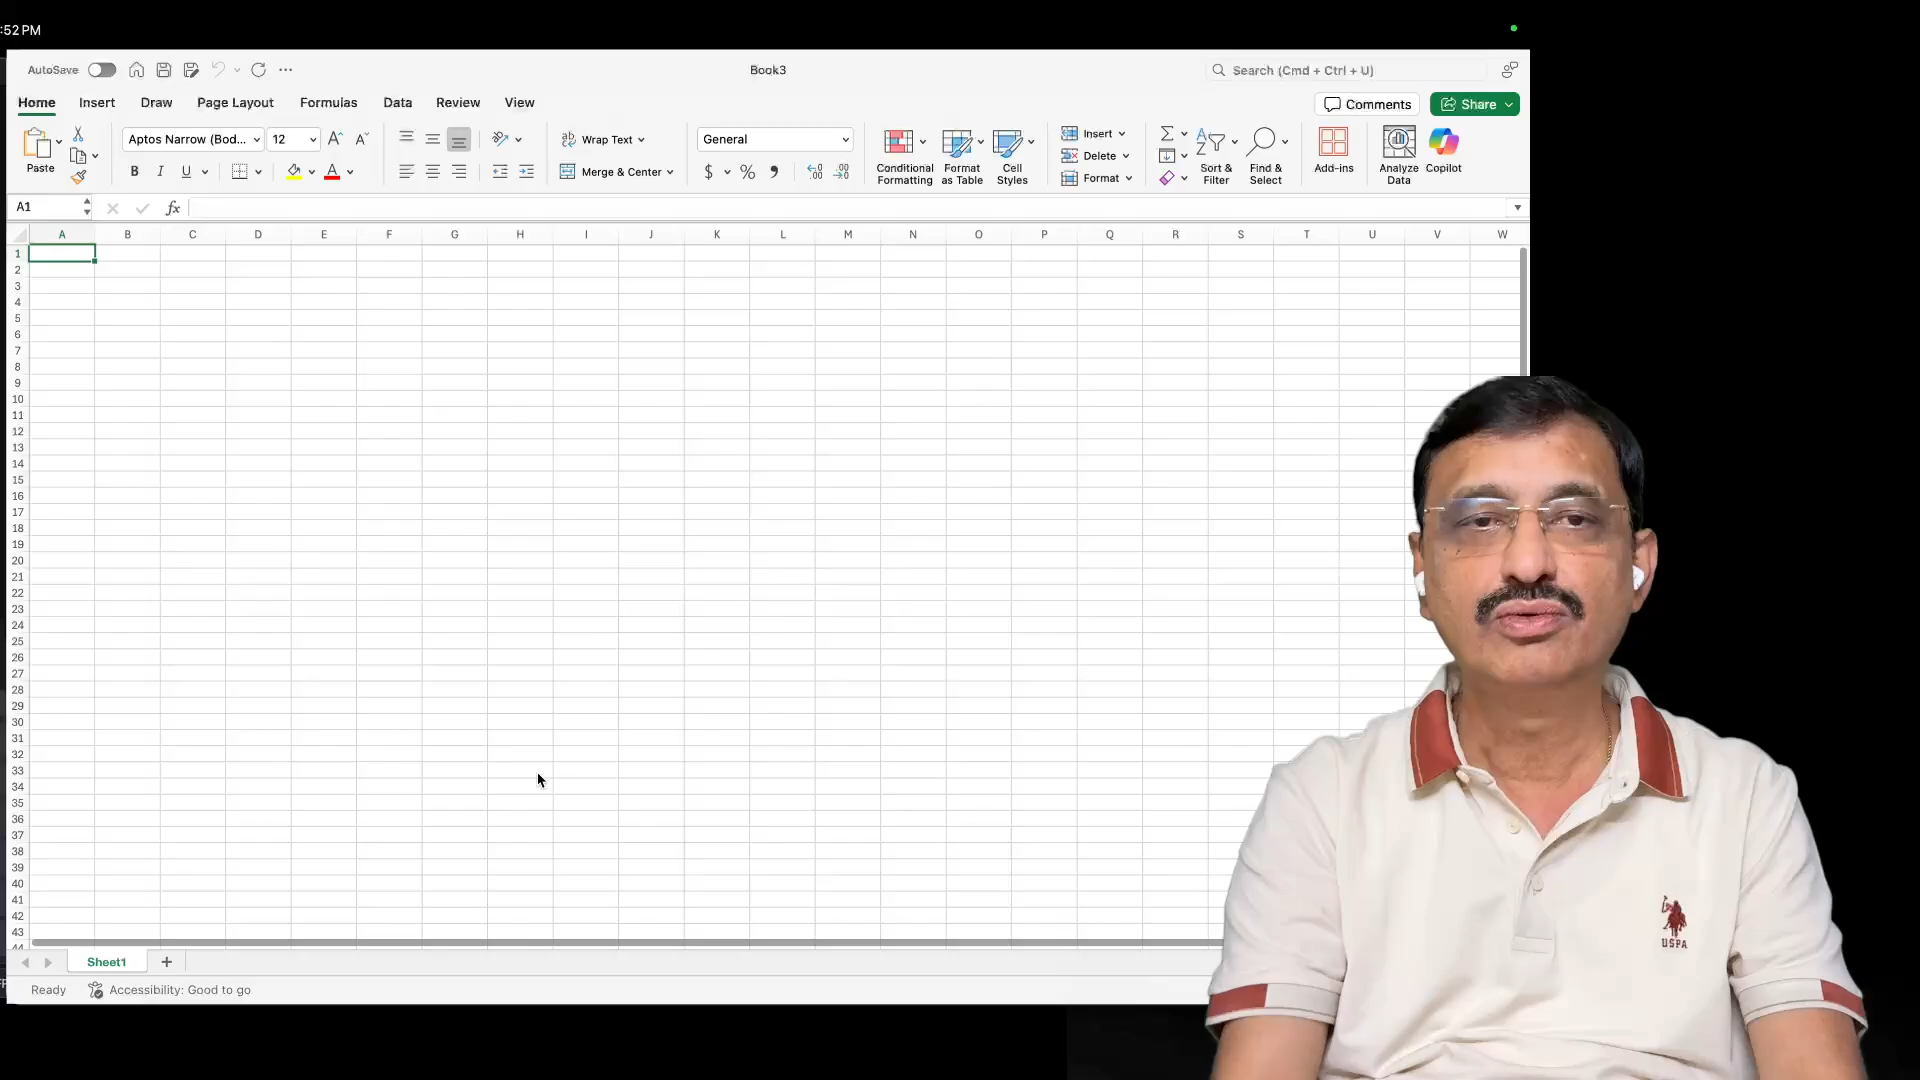 :52 PM
AutoSave
Book3
Search (Cmd + Ctrl + U)
Home Insert Draw Page Layout Formulas Data Review View
Comments Share
Paste
Aptos Narrow (Bod... 12
B I U
Wrap Text
Merge & Center
General
$ % 
Conditional
Formatting
Format
as Table
Cell
Styles
Insert
Delete
Format
Sort &
Filter
Find &
Select
Add-ins
Analyze
Data
Copilot
A1
fx
A B C D E F G H I J K L M N O P Q R S T U V W
1
2
3
4
5
6
7
8
9
10
11
12
13
14
15
16
17
18
19
20
21
22
23
24
25
26
27
28
29
30
31
32
33
34
35
36
37
38
39
40
41
42
43
44
Sheet1
Ready
Accessibility: Good to go
USPA